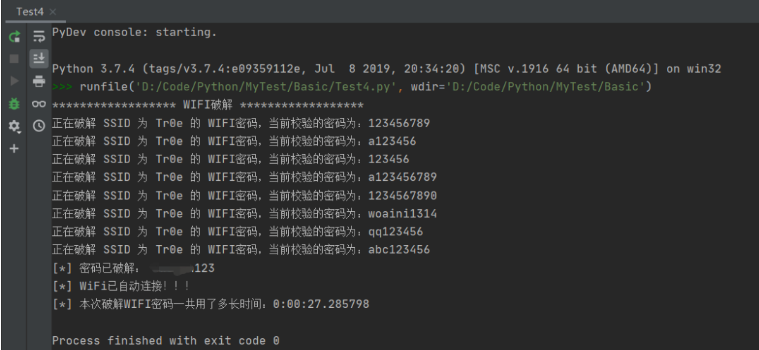 Test4
PyDev console: starting.
Python 3.7.4 (tags/v3.7.4:e09359112e, Jul  8 2019, 20:34:20) [MSC v.1916 64 bit (AMD64)] on win32
>>> runfile('D:/Code/Python/MyTest/Basic/Test4.py', wdir='D:/Code/Python/MyTest/Basic')
****************** WIFI破解 ******************
正在破解 SSID 为 Tr0e 的 WIFI密码，当前校验的密码为：123456789
正在破解 SSID 为 Tr0e 的 WIFI密码，当前校验的密码为：a123456
正在破解 SSID 为 Tr0e 的 WIFI密码，当前校验的密码为：123456
正在破解 SSID 为 Tr0e 的 WIFI密码，当前校验的密码为：a123456789
正在破解 SSID 为 Tr0e 的 WIFI密码，当前校验的密码为：1234567890
正在破解 SSID 为 Tr0e 的 WIFI密码，当前校验的密码为：woaini1314
正在破解 SSID 为 Tr0e 的 WIFI密码，当前校验的密码为：qq123456
正在破解 SSID 为 Tr0e 的 WIFI密码，当前校验的密码为：abc123456
[*] 密码已破解： 123
[*] WiFi已自动连接！！！
[*] 本次破解WIFI密码一共用了多长时间：0:00:27.285798
Process finished with exit code 0